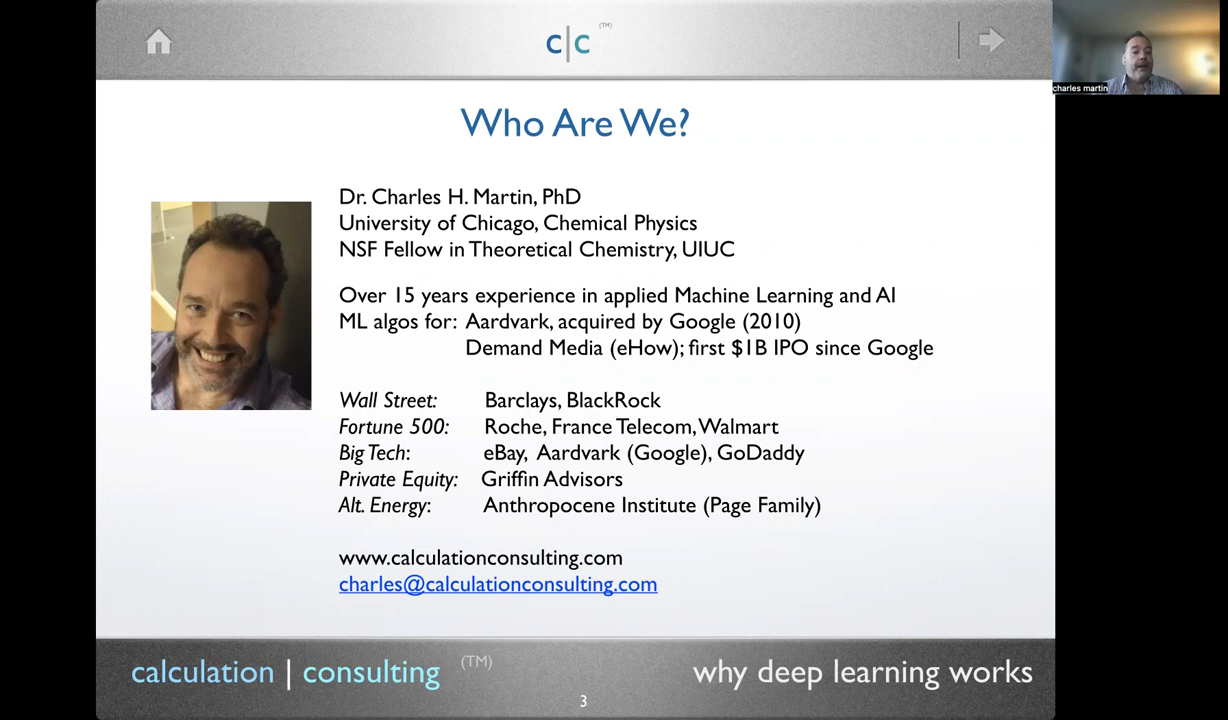 c|c (TM)
charles martin
Who Are We?
Dr. Charles H. Martin, PhD
University of Chicago, Chemical Physics
NSF Fellow in Theoretical Chemistry, UIUC
Over 15 years experience in applied Machine Learning and AI
ML algos for: Aardvark, acquired by Google (2010)
Demand Media (eHow); first $1B IPO since Google
Wall Street: Barclays, BlackRock
Fortune 500: Roche, France Telecom, Walmart
Big Tech: eBay, Aardvark (Google), GoDaddy
Private Equity: Griffin Advisors
Alt. Energy: Anthropocene Institute (Page Family)
www.calculationconsulting.com
charles@calculationconsulting.com
calculation | consulting (TM) why deep learning works
3